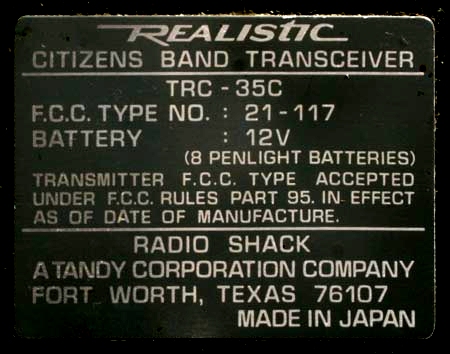 REALISTIC
CITIZENS BAND TRANSCEIVER
TRC - 35C
F.C.C. TYPE NO. : 21 - 117
BATTERY : 12V
(8 PENLIGHT BATTERIES)
TRANSMITTER F.C.C. TYPE ACCEPTED
UNDER F.C.C. RULES PART 95. IN EFFECT
AS OF DATE OF MANUFACTURE.
RADIO SHACK
A TANDY CORPORATION COMPANY
FORT WORTH, TEXAS 76107
MADE IN JAPAN